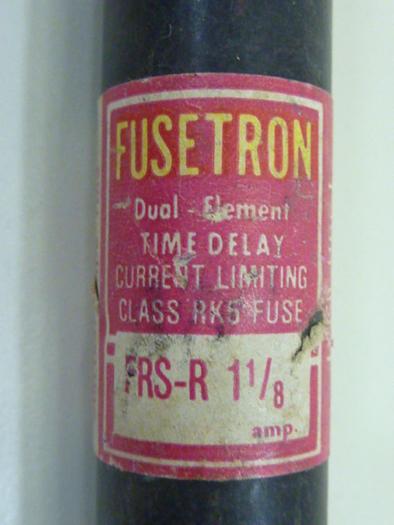 FUSETRON
Dual - Element
TIME DELAY
CURRENT LIMITING
CLASS RK5 FUSE
FRS-R 1 1/8
amp.